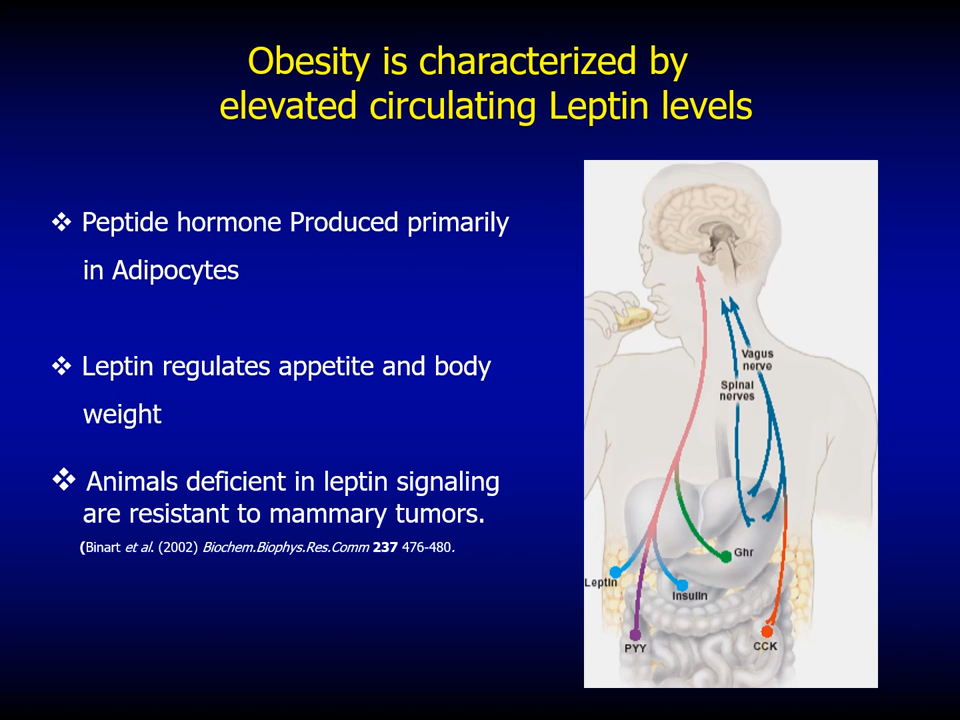 Obesity is characterized by
elevated circulating Leptin levels
❖ Peptide hormone Produced primarily
in Adipocytes
❖ Leptin regulates appetite and body
weight
❖ Animals deficient in leptin signaling
are resistant to mammary tumors.
(Binart et al. (2002) Biochem.Biophys.Res.Comm 237 476-480.
Vagus
nerve
Spinal
nerves
Ghr
Leptin
Insulin
PYY
CCK